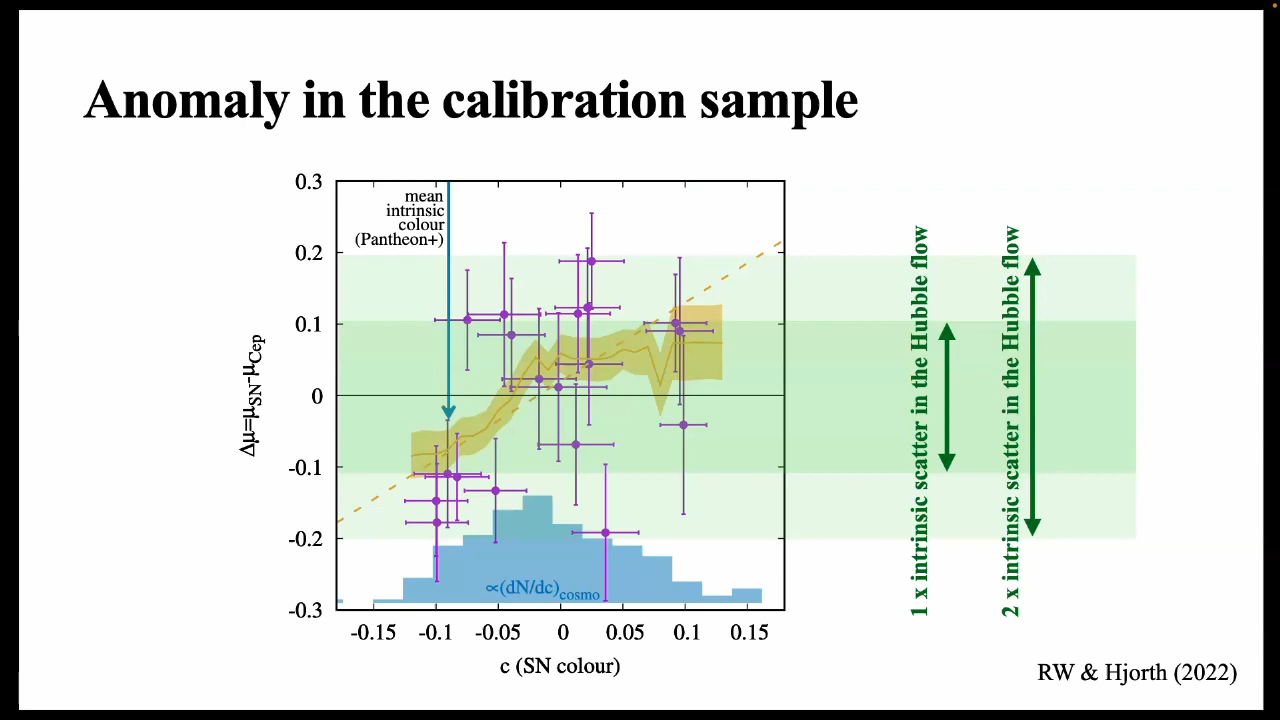 Anomaly in the calibration sample
0.3
0.2
0.1
0
-0.1
-0.2
-0.3
Δμ=μSN-μCep
mean
intrinsic
colour
(Pantheon+)
∝(dN/dc)cosmo
-0.15
-0.1
-0.05
0
0.05
0.1
0.15
c (SN colour)
1 x intrinsic scatter in the Hubble flow
2 x intrinsic scatter in the Hubble flow
RW & Hjorth (2022)